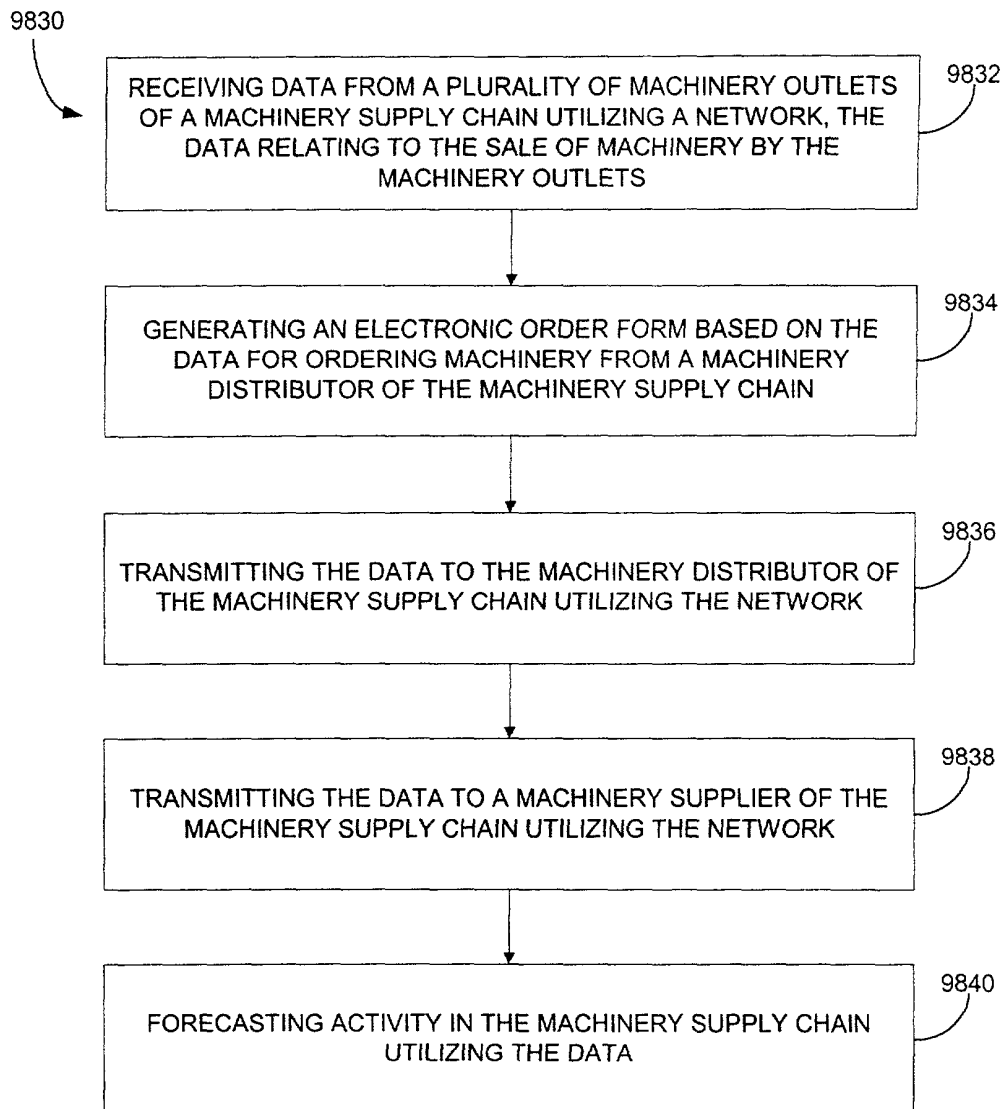 9830
RECEIVING DATA FROM A PLURALITY OF MACHINERY OUTLETS
OF A MACHINERY SUPPLY CHAIN UTILIZING A NETWORK, THE
DATA RELATING TO THE SALE OF MACHINERY BY THE
MACHINERY OUTLETS
9832
GENERATING AN ELECTRONIC ORDER FORM BASED ON THE
DATA FOR ORDERING MACHINERY FROM A MACHINERY
DISTRIBUTOR OF THE MACHINERY SUPPLY CHAIN
9834
TRANSMITTING THE DATA TO THE MACHINERY DISTRIBUTOR OF
THE MACHINERY SUPPLY CHAIN UTILIZING THE NETWORK
9836
TRANSMITTING THE DATA TO A MACHINERY SUPPLIER OF THE
MACHINERY SUPPLY CHAIN UTILIZING THE NETWORK
9838
FORECASTING ACTIVITY IN THE MACHINERY SUPPLY CHAIN
UTILIZING THE DATA
9840